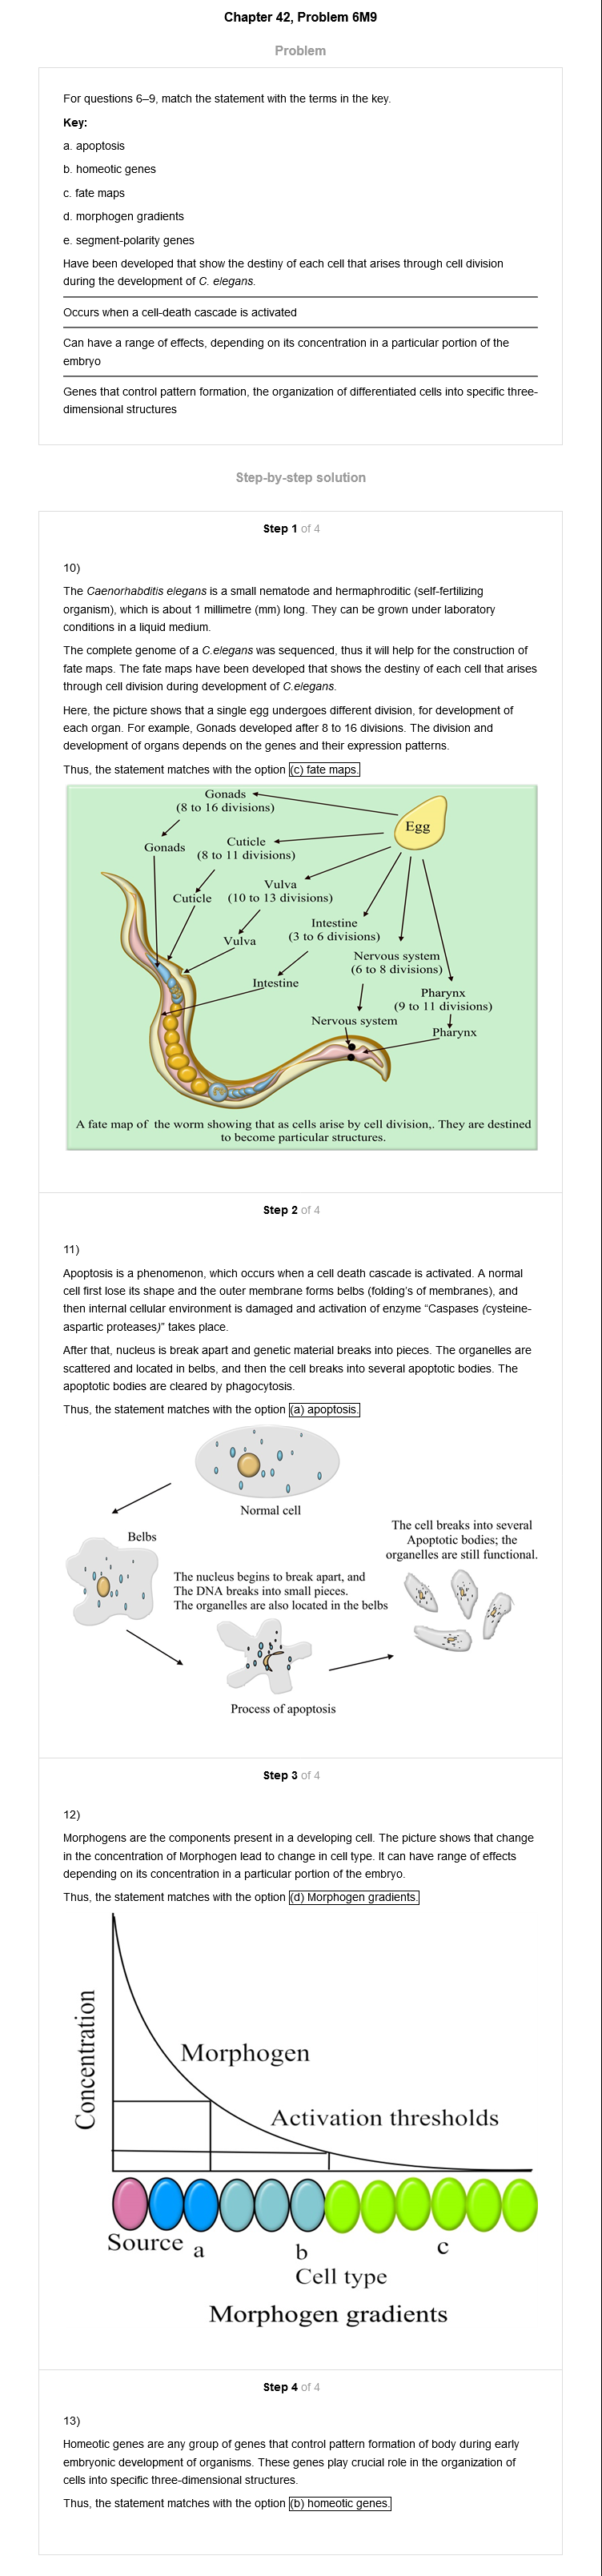 Chapter 42, Problem 6M9
Problem
For questions 6–9, match the statement with the terms in the key.
Key:
a. apoptosis
b. homeotic genes
c. fate maps
d. morphogen gradients
e. segment-polarity genes
Have been developed that show the destiny of each cell that arises through cell division
during the development of C. elegans.
Occurs when a cell-death cascade is activated
Can have a range of effects, depending on its concentration in a particular portion of the
embryo
Genes that control pattern formation, the organization of differentiated cells into specific three-
dimensional structures
Step-by-step solution
Step 1 of 4
10)
The Caenorhabditis elegans is a small nematode and hermaphroditic (self-fertilizing
organism), which is about 1 millimetre (mm) long. They can be grown under laboratory
conditions in a liquid medium.
The complete genome of a C.elegans was sequenced, thus it will help for the construction of
fate maps. The fate maps have been developed that shows the destiny of each cell that arises
through cell division during development of C.elegans.
Here, the picture shows that a single egg undergoes different division, for development of
each organ. For example, Gonads developed after 8 to 16 divisions. The division and
development of organs depends on the genes and their expression patterns.
Thus, the statement matches with the option (c) fate maps.
Gonads
(8 to 16 divisions)
Egg
Gonads
Cuticle
(8 to 11 divisions)
Cuticle
Vulva
(10 to 13 divisions)
Vulva
Intestine
(3 to 6 divisions)
Intestine
Nervous system
(6 to 8 divisions)
Nervous system
Pharynx
(9 to 11 divisions)
Pharynx
A fate map of the worm showing that as cells arise by cell division,. They are destined
to become particular structures.
Step 2 of 4
11)
Apoptosis is a phenomenon, which occurs when a cell death cascade is activated. A normal
cell first lose its shape and the outer membrane forms belbs (folding's of membranes), and
then internal cellular environment is damaged and activation of enzyme “Caspases (cysteine-
aspartic proteases)” takes place.
After that, nucleus is break apart and genetic material breaks into pieces. The organelles are
scattered and located in belbs, and then the cell breaks into several apoptotic bodies. The
apoptotic bodies are cleared by phagocytosis.
Thus, the statement matches with the option (a) apoptosis.
Normal cell
Belbs
The cell breaks into several
Apoptotic bodies; the
organelles are still functional.
The nucleus begins to break apart, and
The DNA breaks into small pieces.
The organelles are also located in the belbs
Process of apoptosis
Step 3 of 4
12)
Morphogens are the components present in a developing cell. The picture shows that change
in the concentration of Morphogen lead to change in cell type. It can have range of effects
depending on its concentration in a particular portion of the embryo.
Thus, the statement matches with the option (d) Morphogen gradients.
Concentration
Morphogen
Activation thresholds
Source a b c
Cell type
Morphogen gradients
Step 4 of 4
13)
Homeotic genes are any group of genes that control pattern formation of body during early
embryonic development of organisms. These genes play crucial role in the organization of
cells into specific three-dimensional structures.
Thus, the statement matches with the option (b) homeotic genes.